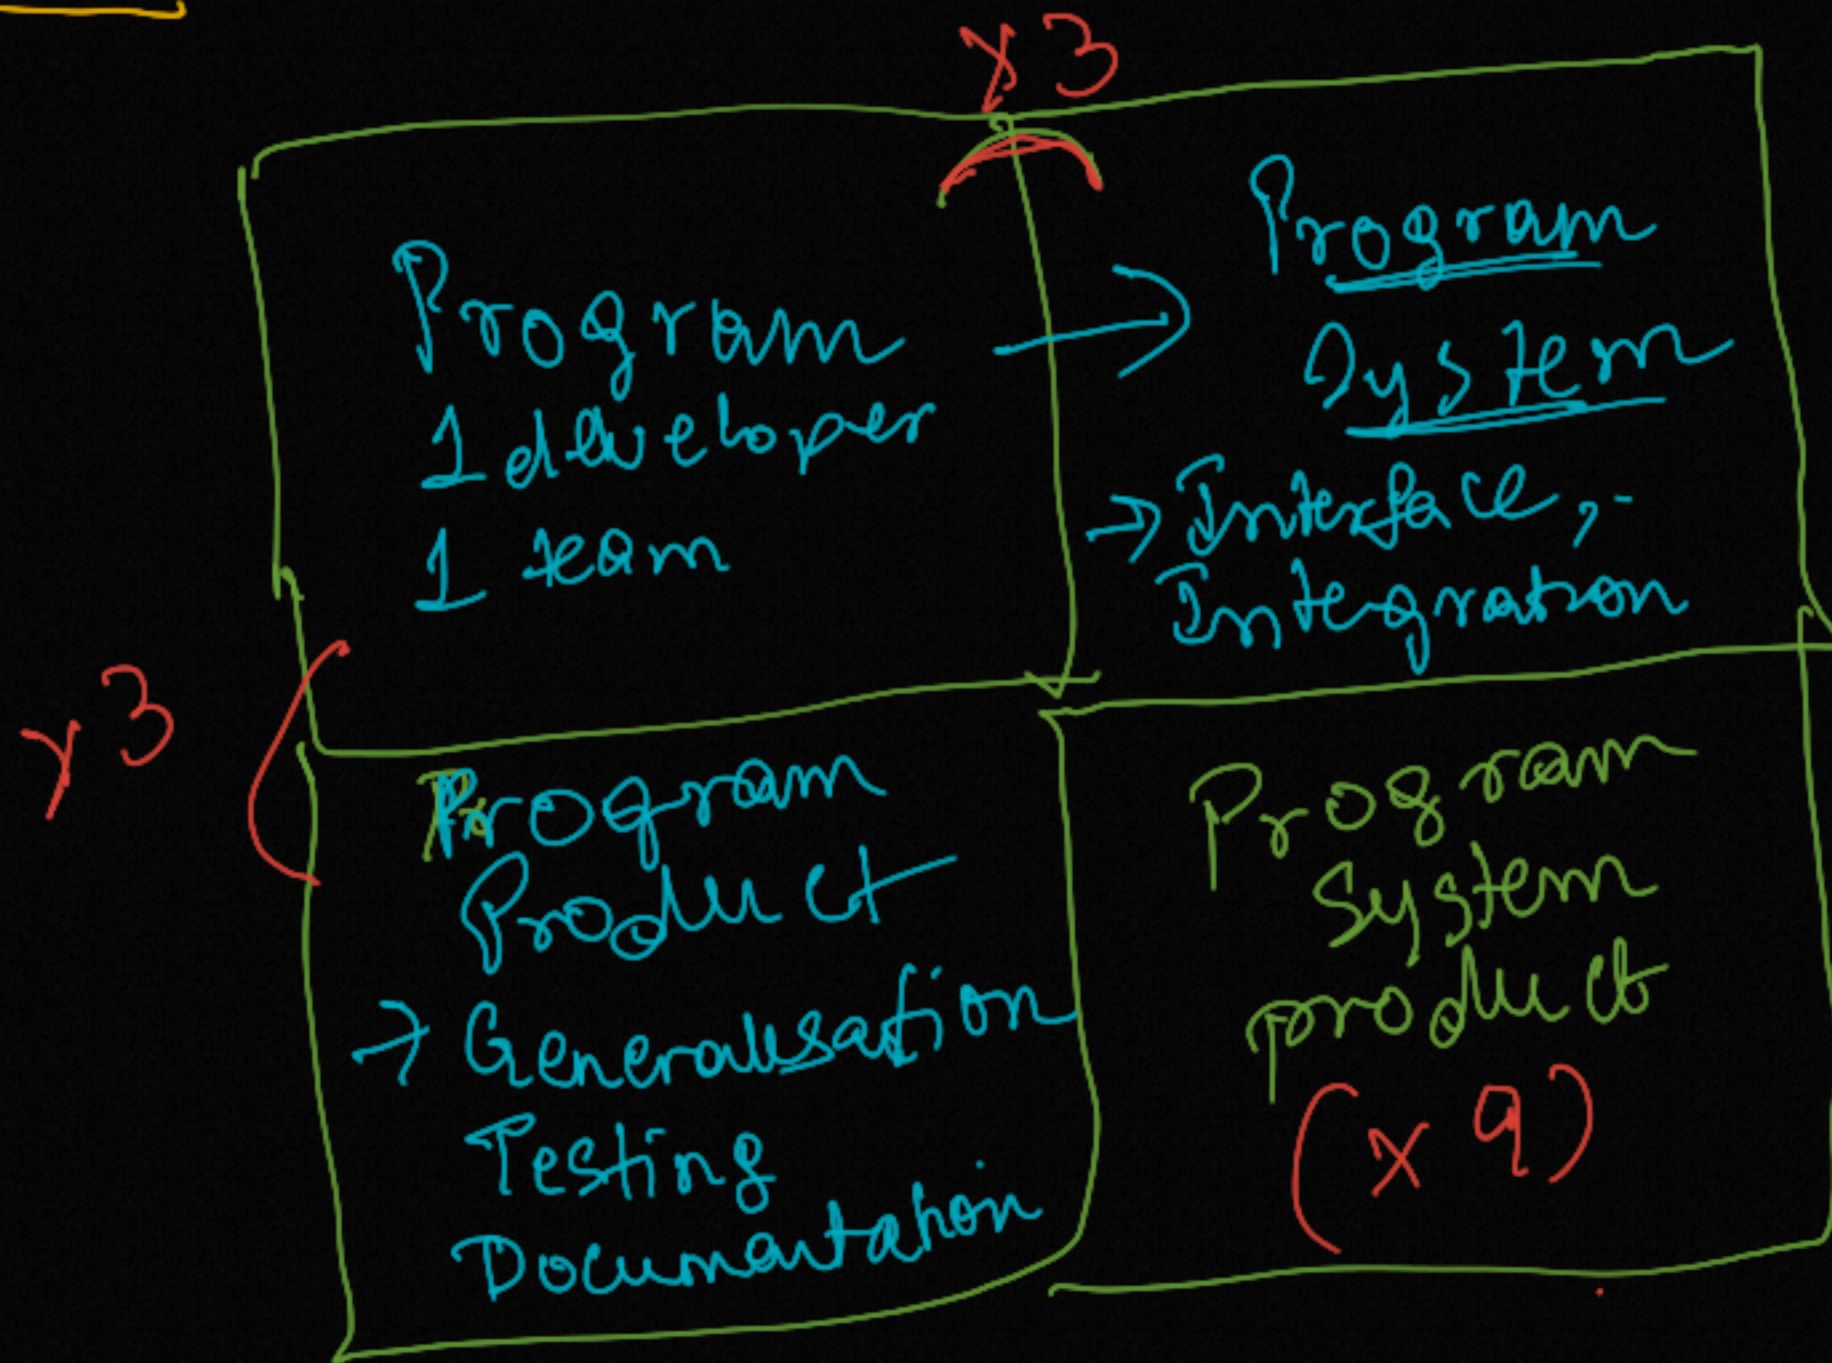 x3
Program
1 developer
1 team
Program
System
→ Interface,
Integration
x3
Program
Product
→ Generalisation
Testing
Documentation
Program
System
product
(x 9)